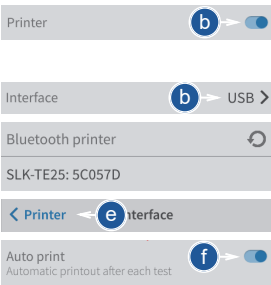 Printer b
Interface b USB
Bluetooth printer
SLK-TE25: 5C057D
Printer e nterface
Auto print f
Automatic printout after each test